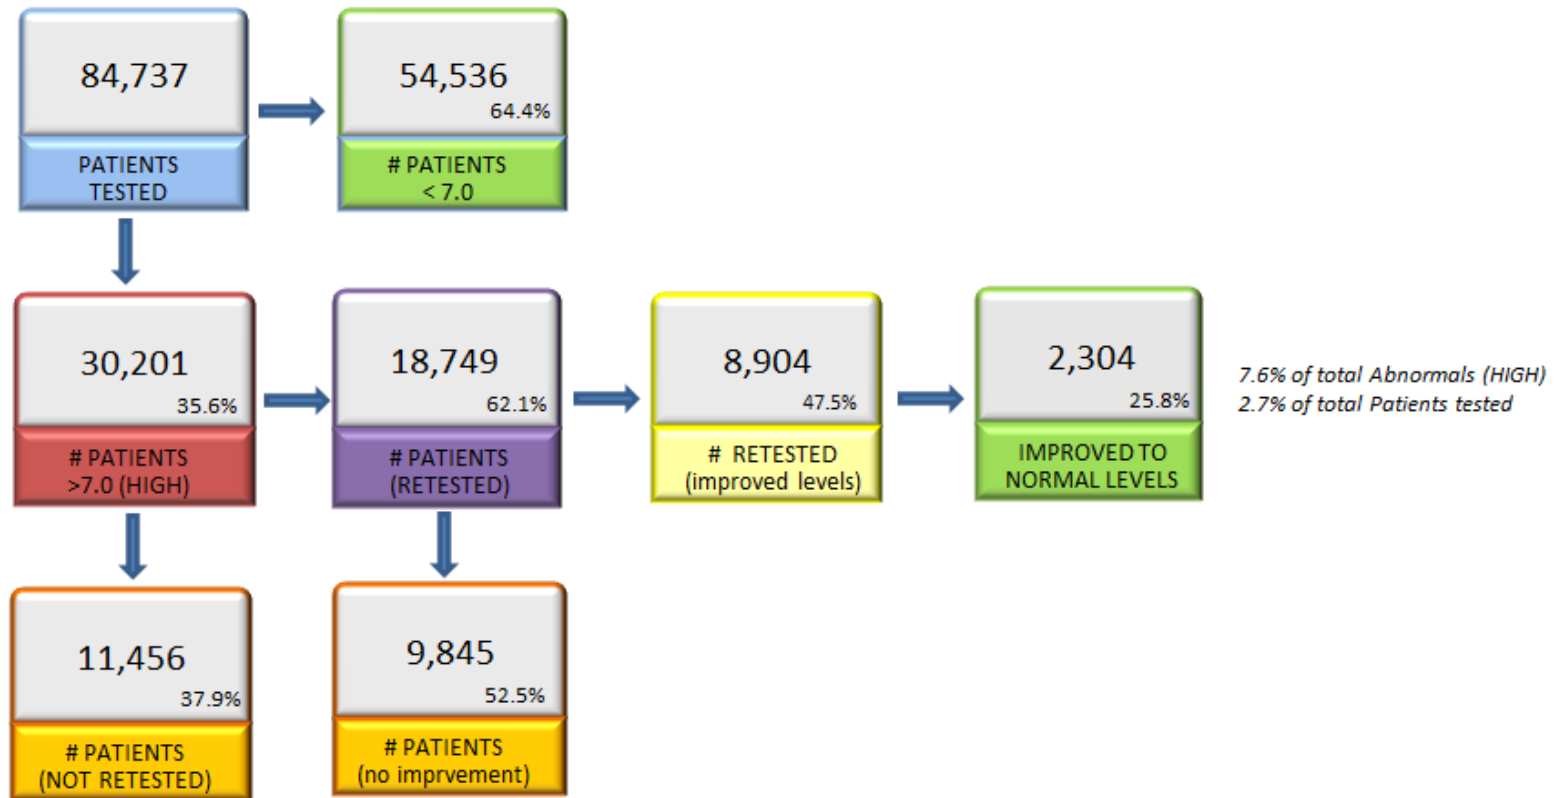 84,737
PATIENTS
TESTED
54,536
64.4%
# PATIENTS
< 7.0
30,201
35.6%
# PATIENTS
>7.0 (HIGH)
18,749
62.1%
# PATIENTS
(RETESTED)
8,904
47.5%
# RETESTED
(improved levels)
2,304
25.8%
IMPROVED TO
NORMAL LEVELS
7.6% of total Abnormals (HIGH)
2.7% of total Patients tested
11,456
37.9%
# PATIENTS
(NOT RETESTED)
9,845
52.5%
# PATIENTS
(no imprvement)